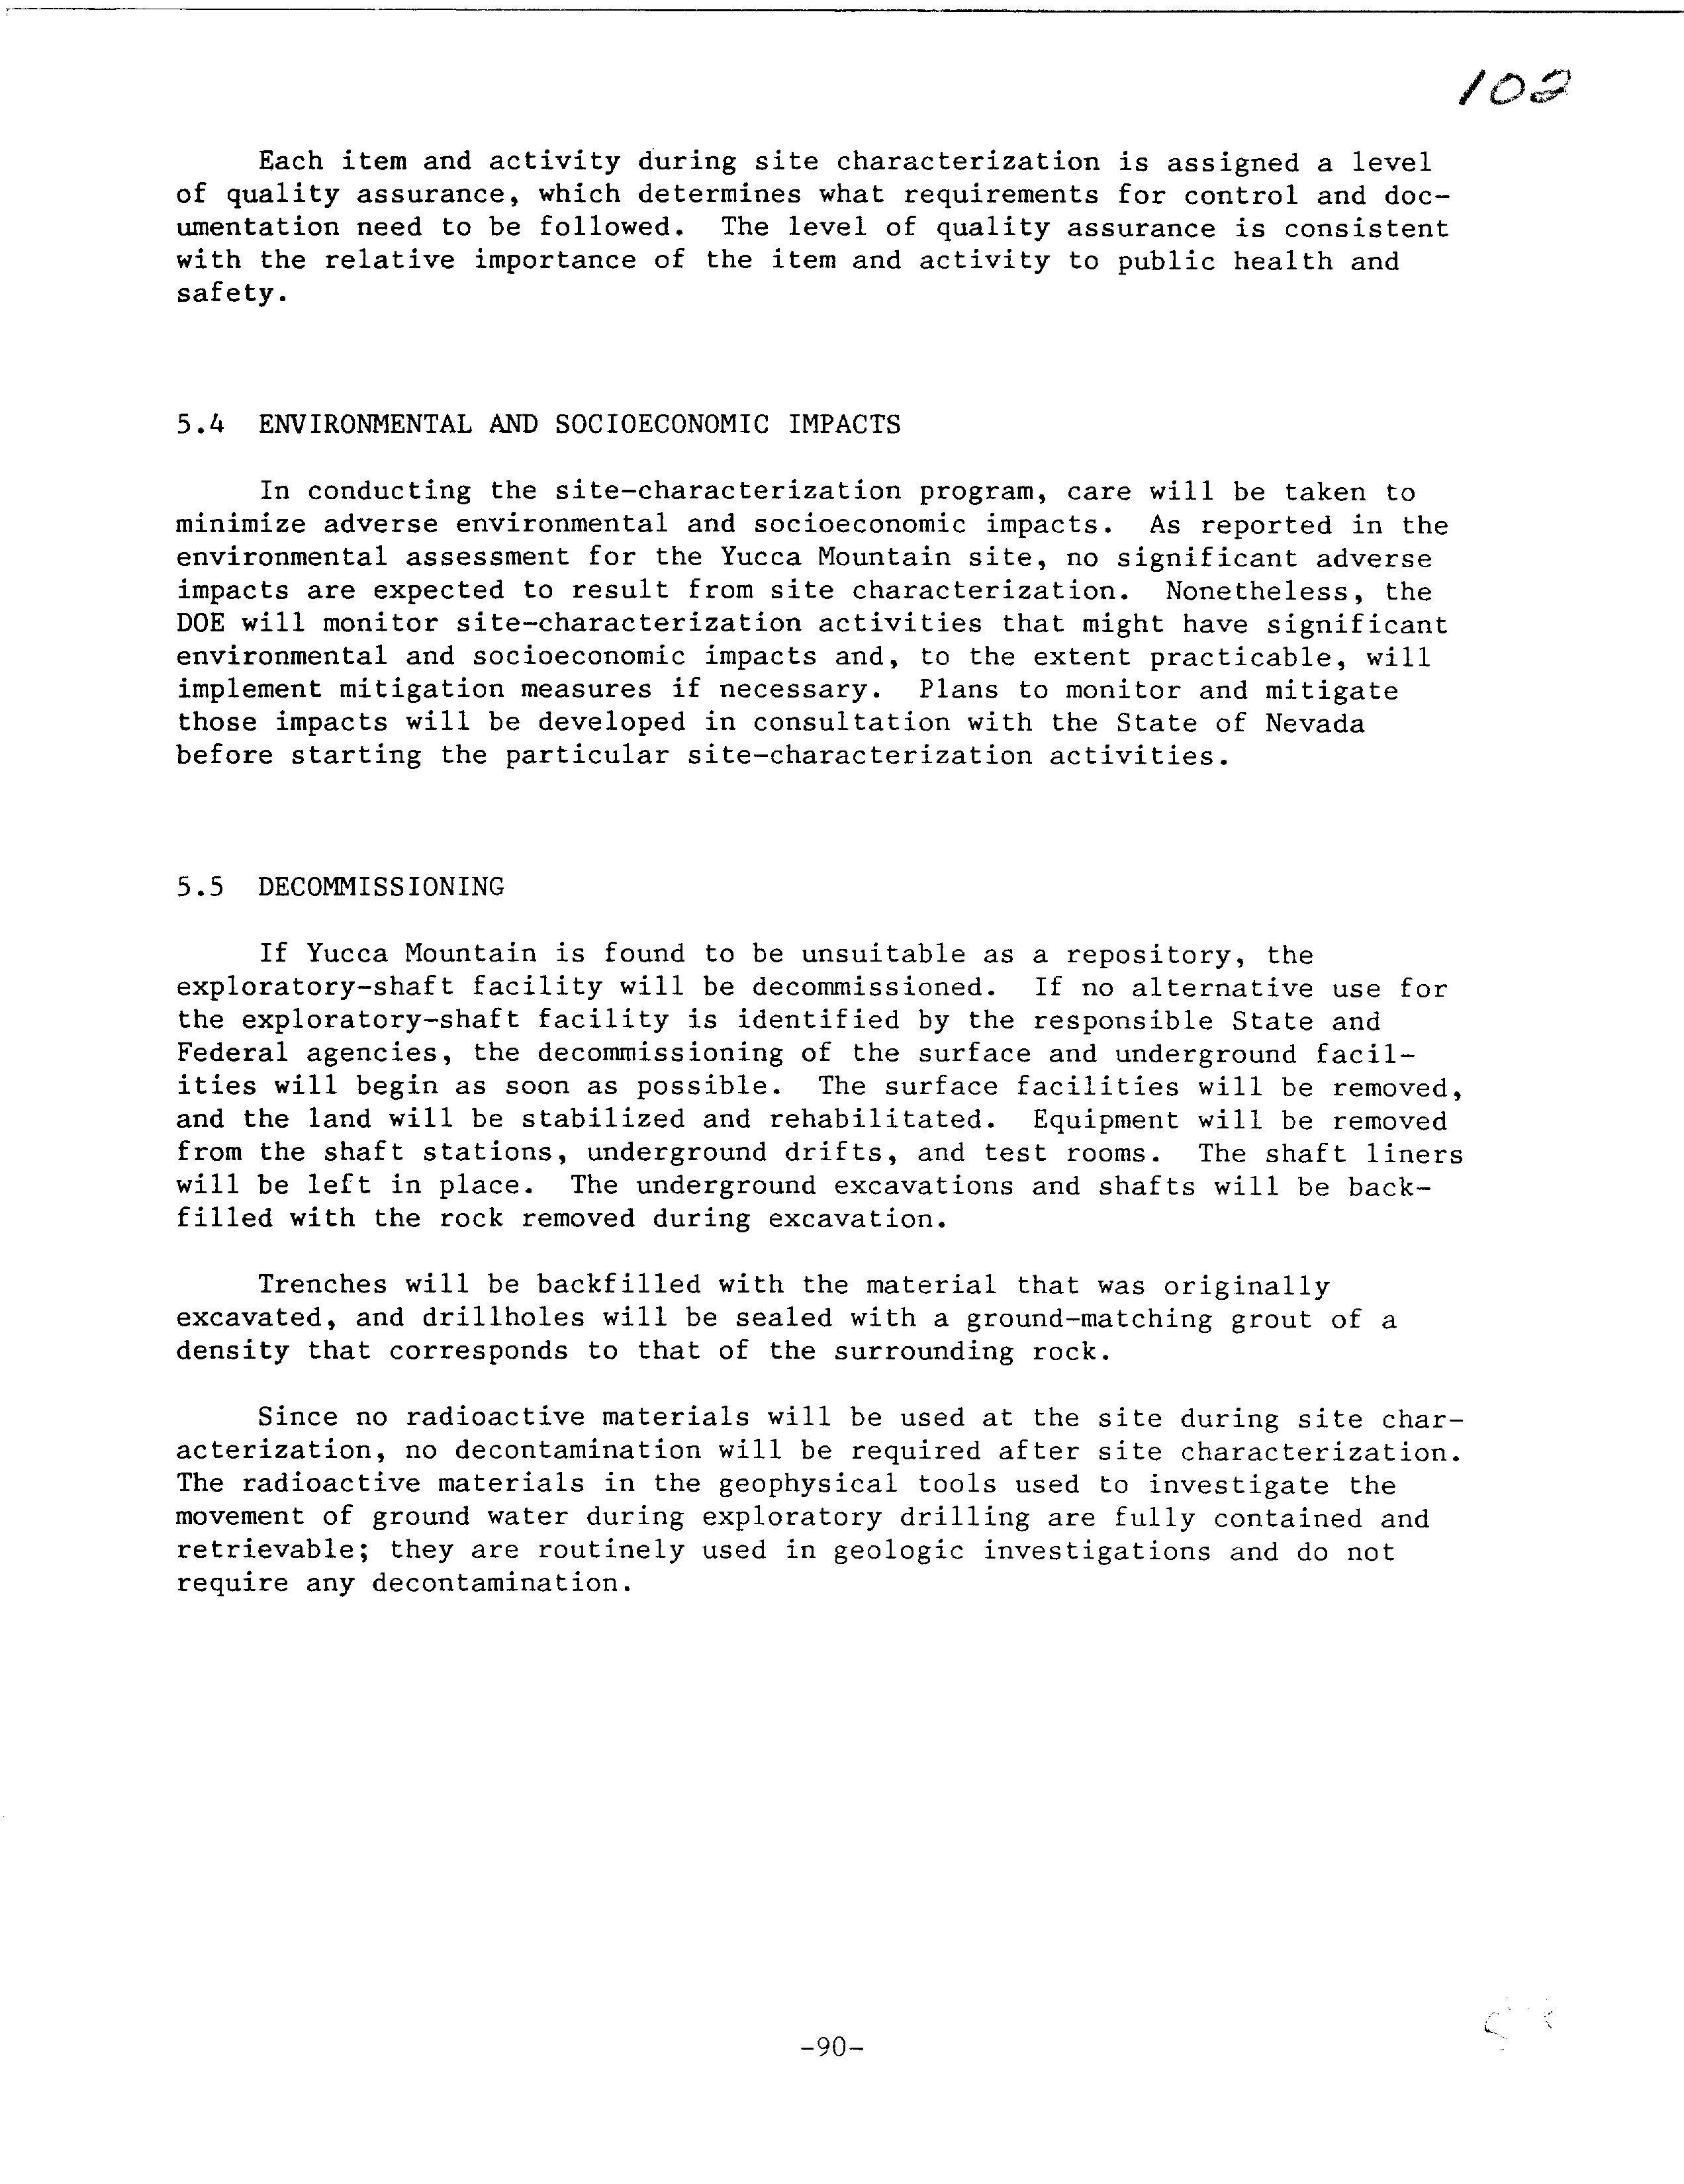 102
Each item and activity during site characterization is assigned a level
of quality assurance, which determines what requirements for control and doc-
umentation need to be followed. The level of quality assurance is consistent
with the relative importance of the item and activity to public health and
safety.
5.4 ENVIRONMENTAL AND SOCIOECONOMIC IMPACTS
In conducting the site-characterization program, care will be taken to
minimize adverse environmental and socioeconomic impacts. As reported in the
environmental assessment for the Yucca Mountain site, no significant adverse
impacts are expected to result from site characterization. Nonetheless, the
DOE will monitor site-characterization activities that might have significant
environmental and socioeconomic impacts and, to the extent practicable, will
implement mitigation measures if necessary. Plans to monitor and mitigate
those impacts will be developed in consultation with the State of Nevada
before starting the particular site-characterization activities.
5.5 DECOMMISSIONING
If Yucca Mountain is found to be unsuitable as a repository, the
exploratory-shaft facility will be decommissioned. If no alternative use for
the exploratory-shaft facility is identified by the responsible State and
Federal agencies, the decommissioning of the surface and underground facil-
ities will begin as soon as possible. The surface facilities will be removed,
and the land will be stabilized and rehabilitated. Equipment will be removed
from the shaft stations, underground drifts, and test rooms. The shaft liners
will be left in place. The underground excavations and shafts will be back-
filled with the rock removed during excavation.
Trenches will be backfilled with the material that was originally
excavated, and drillholes will be sealed with a ground-matching grout of a
density that corresponds to that of the surrounding rock.
Since no radioactive materials will be used at the site during site char-
acterization, no decontamination will be required after site characterization.
The radioactive materials in the geophysical tools used to investigate the
movement of ground water during exploratory drilling are fully contained and
retrievable; they are routinely used in geologic investigations and do not
require any decontamination.
-90-